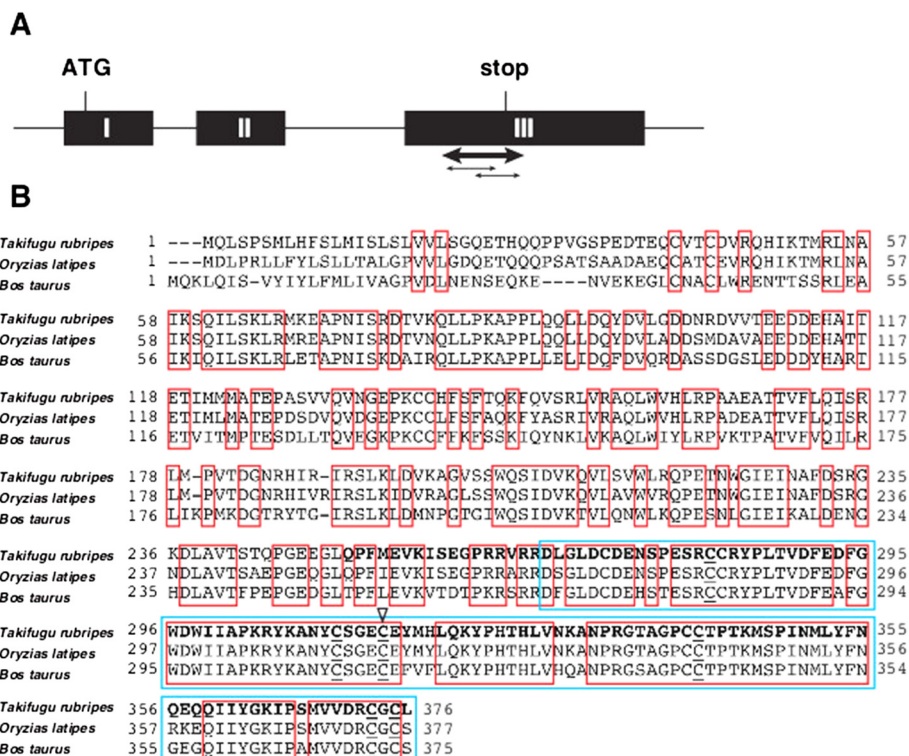 A
ATG
stop
I II III
B
Takifugu rubripes 1 ---MQLSPSMLHFSLMISLSLVVLSGQETHQQPPVGSPEDTEQCVTCDVRQHIKTMRLNA 57
Oryzias latipes 1 ---MDLPRLLFYLSLLTALGPVVLGDQETQQQPSATSAADAEQCATCEVRQHIKTMRLNA 57
Bos taurus 1 MQKLQIS-VYIYLFMLIVAGPVDLNENSEQKE----NVEKEGLCNACLWRENTTSSRLEA 55
Takifugu rubripes 58 IKSQILSKLRMKEAPNISRDTVKQLLPKAPPLQQLLDQYDVLGDDNRDVVTEEDDEHAIT 117
Oryzias latipes 58 IKSQILSKLRMREAPNISRDTVNQLLPKAPPLQQLLDQYDVLADDSMDAVAEEDDEHAIT 117
Bos taurus 56 IKIQILSKLRLETAPNISKDAIRQLLPKAPPLLELIDQFDVQRDASSDGSLEDDDYHART 115
Takifugu rubripes 118 ETIMMMATEPASVVQVNGEPKCCHFSFTQKFQVSRLVRAQLWVHLRPAAEATTVFLQISR 177
Oryzias latipes 118 ETIMLMATEPDSDVQVDGEPKCCLFSFAQKFYASRIVRAQLWVHLRPADEATTVFLQISR 177
Bos taurus 116 ETVITMPTESDLLTQVEGKPKCCFFKFSSKIQYNKLVKAQLWIYLRPVKTPATVFVQILR 175
Takifugu rubripes 178 LM-PVTDGNRHIR-IRSLKIDVKAGVSSWQSIDVKQVLSVWLRQPETNWGIEINAFDSRG 235
Oryzias latipes 178 LM-PVTDGNRHIVRIRSLKIDVRAGLSSWQSIDVKQVLAVWVRQPETNWGIEINAFDSRG 236
Bos taurus 176 LIKPMKDGTRYTG-IRSLKLDMNPGTGIWQSIDVKTVLQNWLKQPESNLGIEIKALDENG 234
Takifugu rubripes 236 KDLAVTSTQPGEEGLQPFMEVKISEGPRRVRRDLGLDCDENSPESRCCRYPLTVDFEDFG 295
Oryzias latipes 237 NDLAVTSAEPGEQGLQPFIEVKISEGPRRARRDSGLDCDENSPESRCCRYPLTVDFEDFG 296
Bos taurus 235 HDLAVTFPEPGEDGLTPFLEVKVTDTPKRSRRDFGLDCDEHSTESRCCRYPLTVDFEAFG 294
Takifugu rubripes 296 WDWIIAPKRYKANYCSGECEYMHLQKYPHTHLVNKANPRGTAGPCCTPTKMSPINMLYFN 355
Oryzias latipes 297 WDWIIAPKRYKANYCSGECEYMYLQKYPHTHLVNKANPRGTAGPCCTPTKMSPINMLYFN 356
Bos taurus 295 WDWIIAPKRYKANYCSGECEFVFLQKYPHTHLVHQANPRGSAGPCCTPTKMSPINMLYFN 354
Takifugu rubripes 356 QEQQIIYGKIPSMVVDRCGCL 376
Oryzias latipes 357 RKEQIIYGKIPSMVVDRCGCS 377
Bos taurus 355 GEGQIIYGKIPAMVVDRCGCS 375